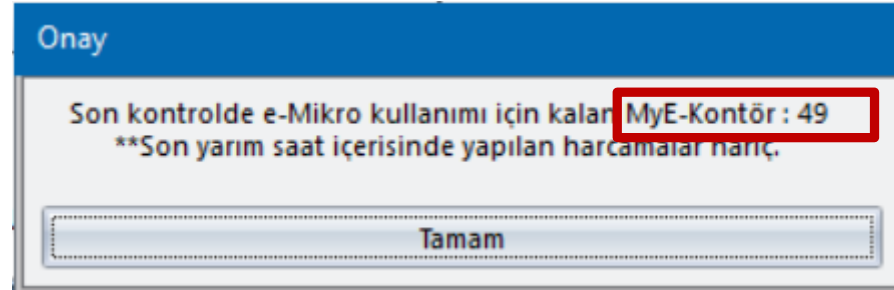 Onay
Son kontrolde e-Mikro kullanımı için kalan MyE-Kontör : 49
**Son yarım saat içerisinde yapılan harcamalar hariç.
Tamam